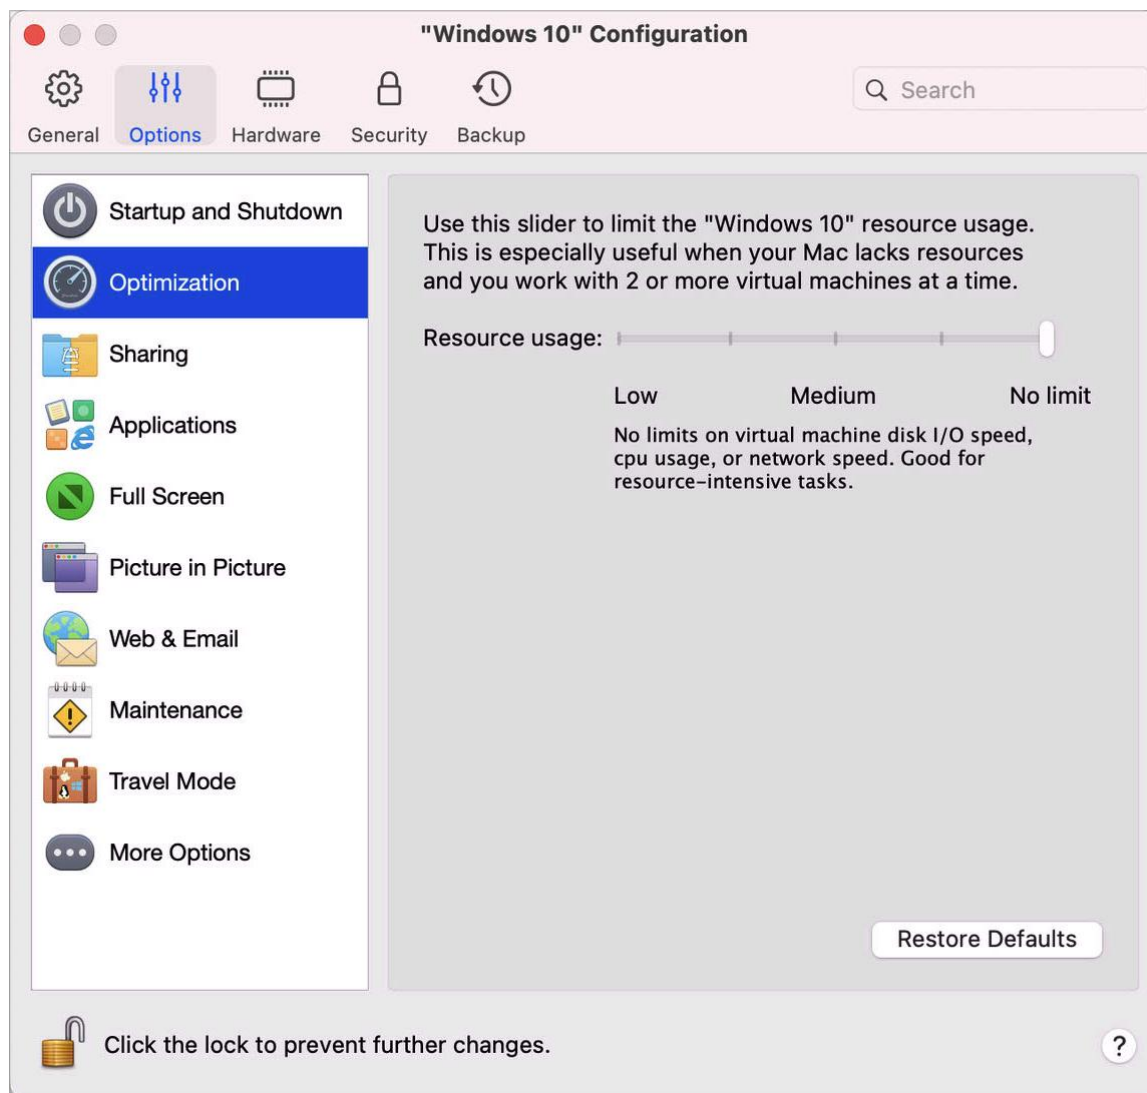 "Windows 10" Configuration
General
Options
Hardware
Security
Backup
Search
Startup and Shutdown
Optimization
Sharing
Applications
Full Screen
Picture in Picture
Web & Email
Maintenance
Travel Mode
More Options
Use this slider to limit the "Windows 10" resource usage.
This is especially useful when your Mac lacks resources
and you work with 2 or more virtual machines at a time.
Resource usage:
Low
Medium
No limit
No limits on virtual machine disk I/O speed,
cpu usage, or network speed. Good for
resource-intensive tasks.
Restore Defaults
Click the lock to prevent further changes.
?